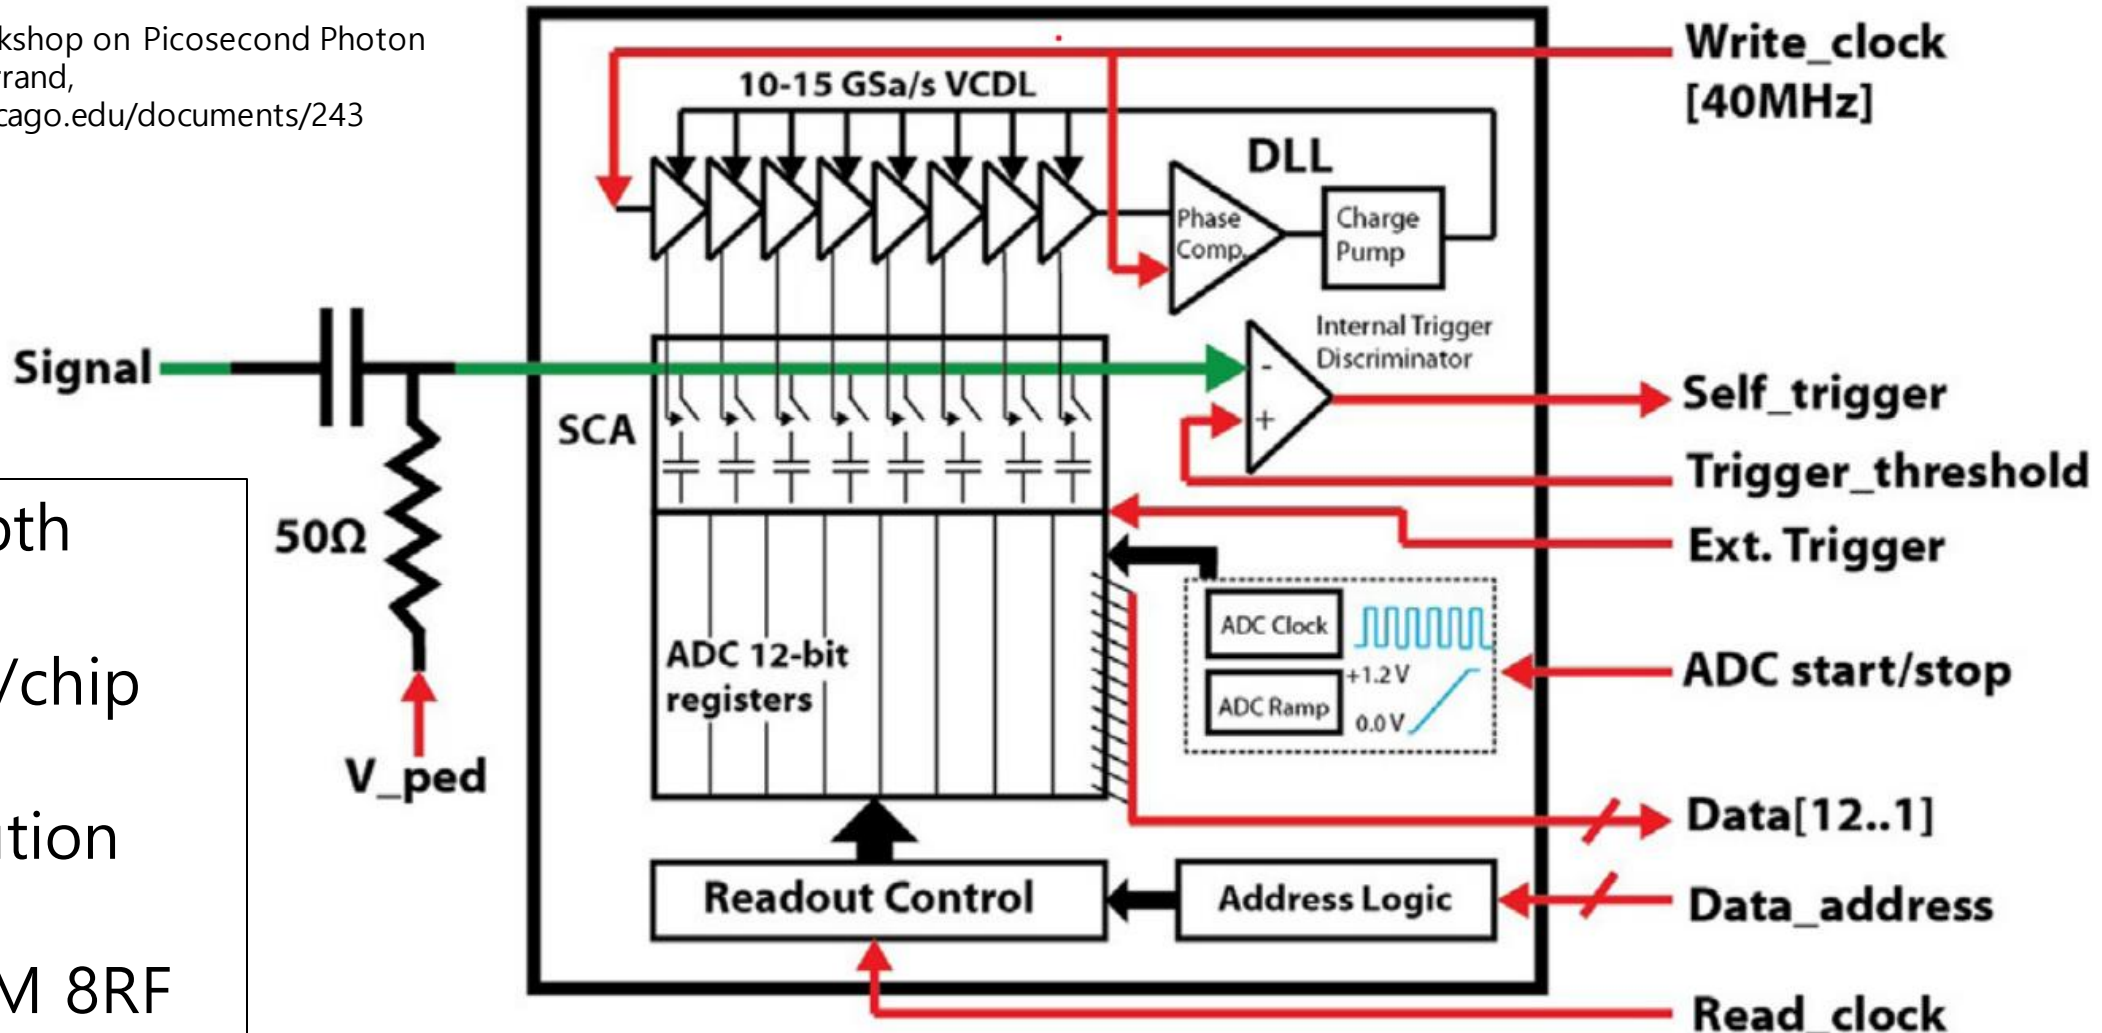 kshop on Picosecond Photon
rand,
cago.edu/documents/243
Write_clock
[40MHz]
10-15 GSa/s VCDL
DLL
Phase
Comp.
Charge
Pump
Internal Trigger
Discriminator
Signal
-
+
SCA
Self_trigger
Trigger_threshold
Ext. Trigger
50Ω
V_ped
ADC 12-bit
registers
ADC Clock
+1.2 V
ADC Ramp
0.0 V
ADC start/stop
/chip
Data[12..1]
Readout Control
Address Logic
Data_address
M 8RF
Read_clock